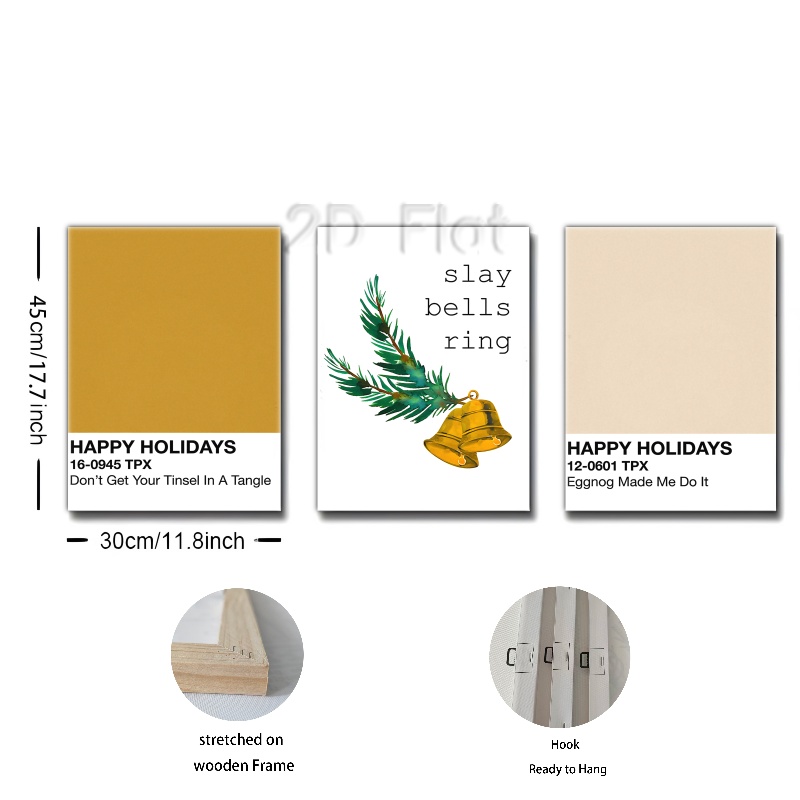 2D Flat
slay
bells
ring
45cm/17.7inch
HAPPY HOLIDAYS
16-0945 TPX
Don't Get Your Tinsel In A Tangle
HAPPY HOLIDAYS
12-0601 TPX
Eggnog Made Me Do It
30cm/11.8inch
stretched on
wooden Frame
Hook
Ready to Hang